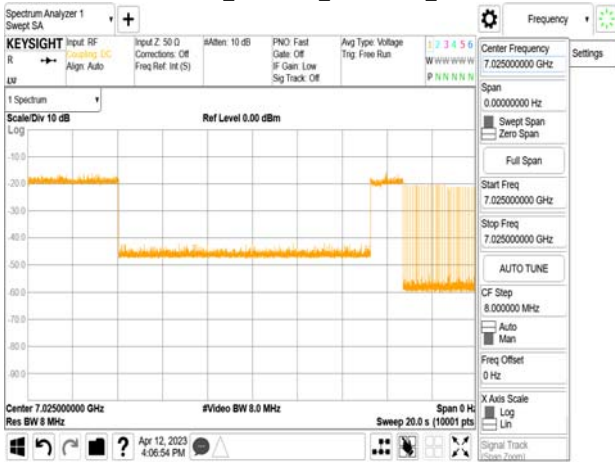 Spectrum Analyzer 1
Swept SA
+
Frequency
KEYSIGHT
R
LXI
Input: RF
Coupling: DC
Align: Auto
Input Z: 50 Ω
Corrections: Off
Freq Ref: Int (S)
#Atten: 10 dB
PNO: Fast
Gate: Off
IF Gain: Low
Sig Track: Off
Avg Type: Voltage
Trig: Free Run
1 2 3 4 5 6
W W W W W W
P N N N N N
1 Spectrum
Scale/Div 10 dB
Ref Level 0.00 dBm
Log
-10.0
-20.0
-30.0
-40.0
-50.0
-60.0
-70.0
-80.0
-90.0
Center 7.025000000 GHz
#Video BW 8.0 MHz
Span 0 Hz
Res BW 8 MHz
Sweep 20.0 s (10001 pts
Apr 12, 2023
4:06:54 PM
?
Center Frequency
7.025000000 GHz
Settings
Span
0.00000000 Hz
Swept Span
Zero Span
Full Span
Start Freq
7.025000000 GHz
Stop Freq
7.025000000 GHz
AUTO TUNE
CF Step
8.000000 MHz
Auto
Man
Freq Offset
0 Hz
X Axis Scale
Log
Lin
Signal Track
(Span Zoom)